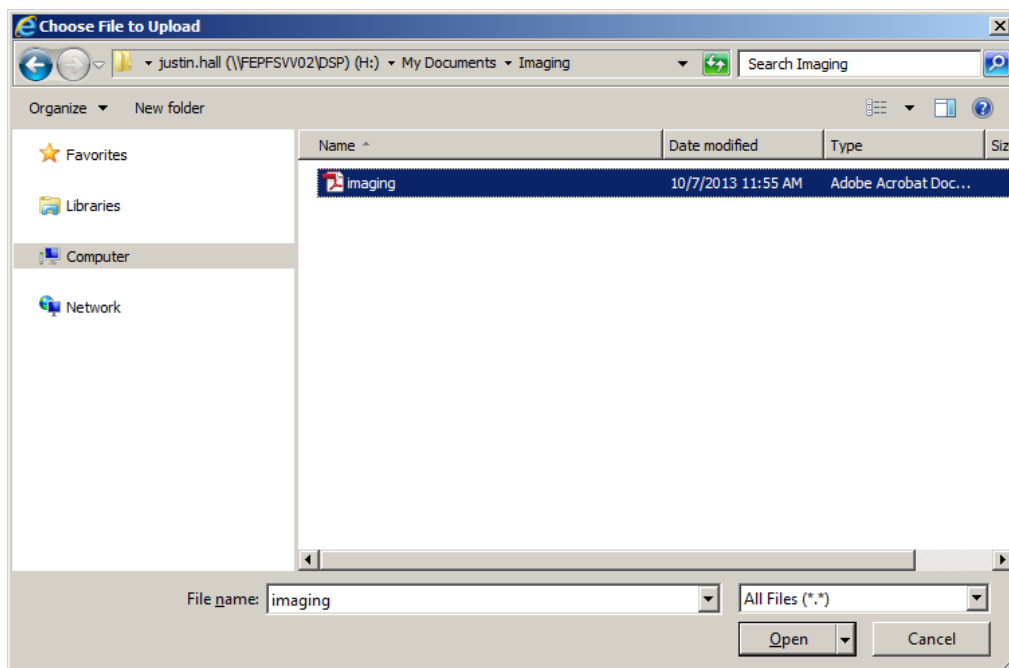 Choose File to Upload
justin.hall (\\FEPFSVV02\DSP) (H:) My Documents Imaging
Search Imaging
Organize New folder
Favorites
Libraries
Computer
Network
Name Date modified Type Siz
imaging 10/7/2013 11:55 AM Adobe Acrobat Doc...
File name: imaging All Files (*.*)
Open Cancel